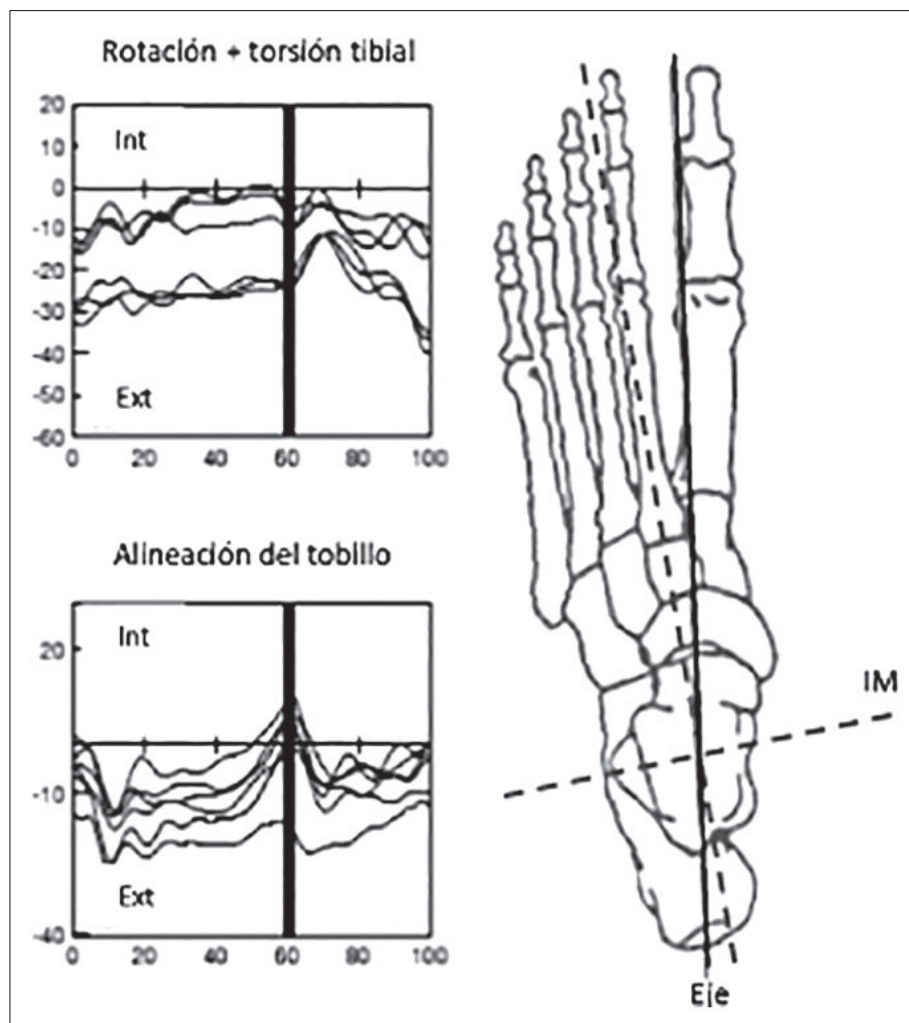 Rotación + torsión tibial
20
10
0
-10
-20
-30
-40
-50
-60
Int
Ext
0 20 40 60 80 100
Alineación del tobillo
20
-10
-40
Int
Ext
0 20 40 60 80 100
IM
Eje